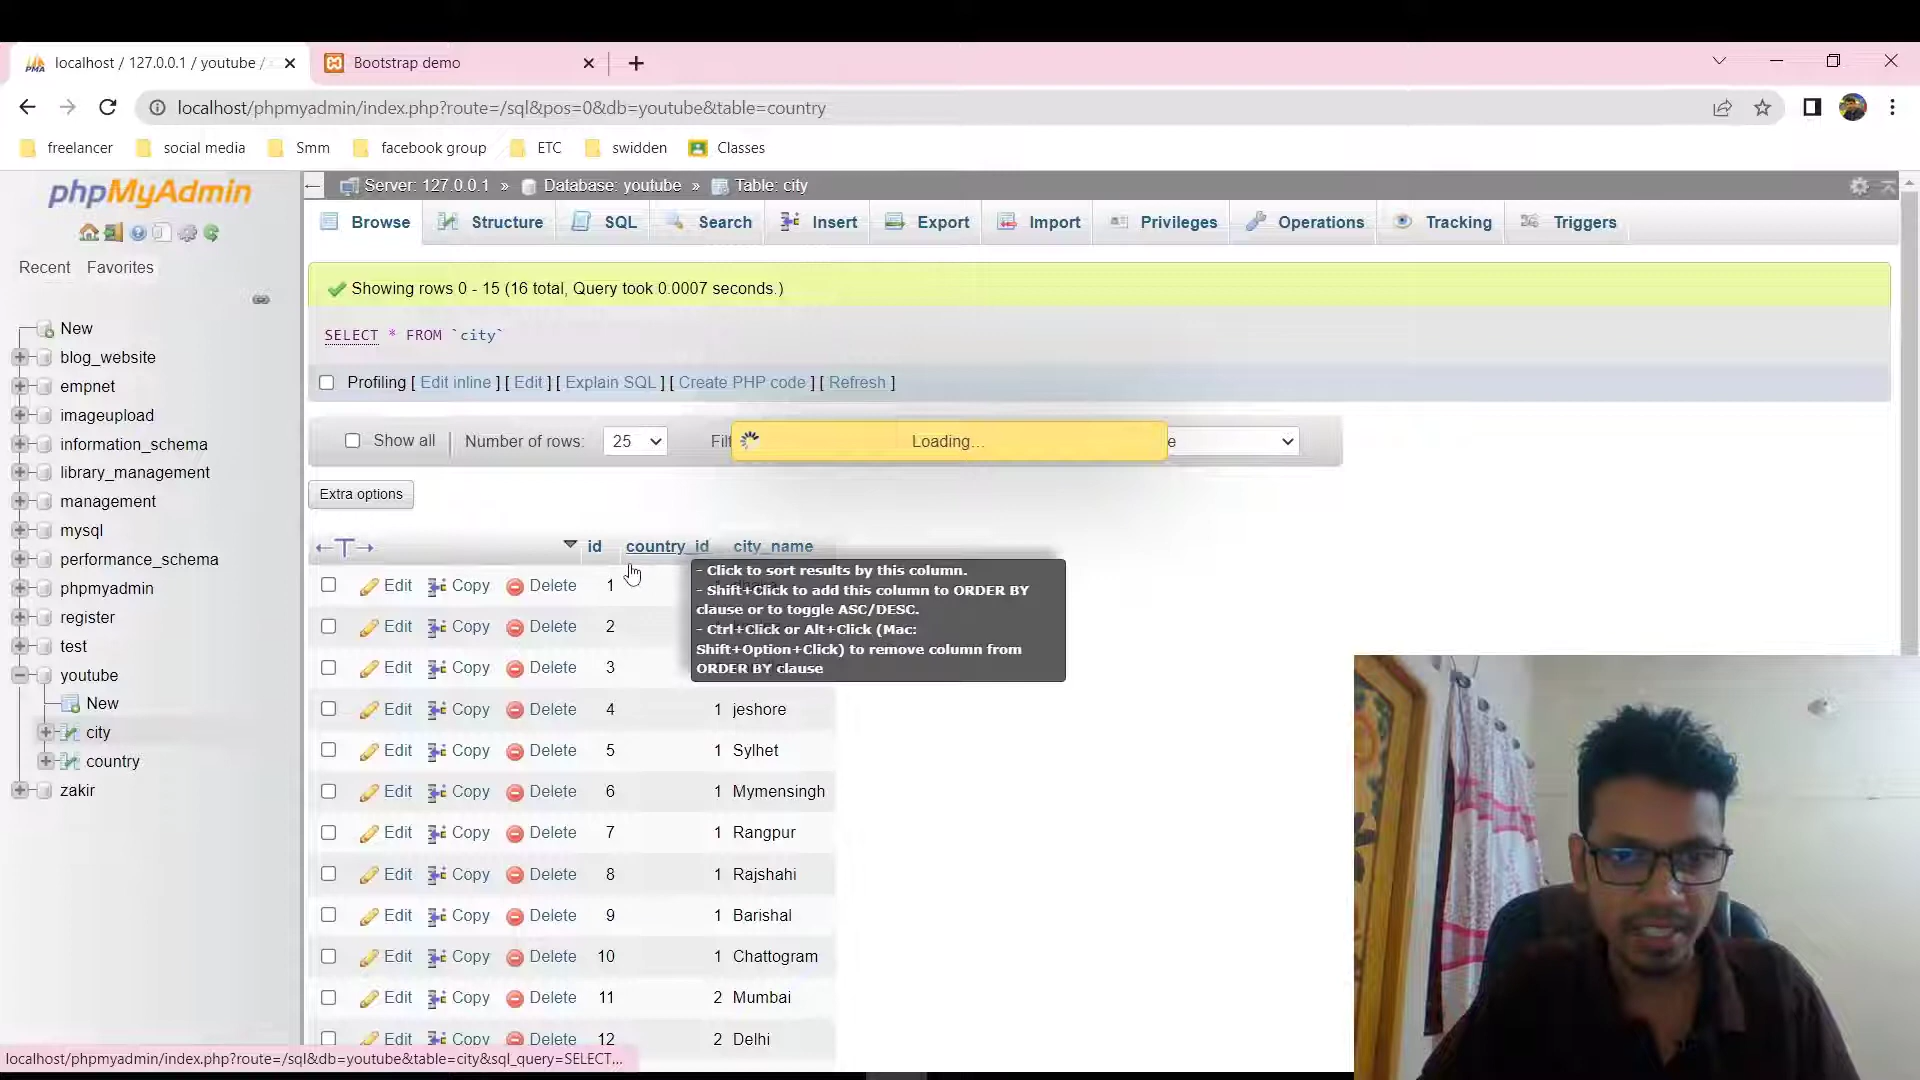 localhost / 127.0.0.1 / youtube /
Bootstrap demo
localhost/phpmyadmin/index.php?route=/sql&pos=0&db=youtube&table=country
freelancer
social media
Smm
facebook group
ETC
swidden
Classes
phpMyAdmin
Recent Favorites
New
blog_website
empnet
imageupload
information_schema
library_management
management
mysql
performance_schema
phpmyadmin
register
test
youtube
New
city
country
zakir
Server: 127.0.0.1 » Database: youtube » Table: city
Browse
Structure
SQL
Search
Insert
Export
Import
Privileges
Operations
Tracking
Triggers
Showing rows 0 - 15 (16 total, Query took 0.0007 seconds.)
SELECT * FROM `city`
Profiling [ Edit inline ] [ Edit ] [ Explain SQL ] [ Create PHP code ] [ Refresh ]
Show all
Number of rows:
25
Loading...
Extra options
id country_id city_name
- Click to sort results by this column.
- Shift+Click to add this column to ORDER BY
clause or to toggle ASC/DESC.
- Ctrl+Click or Alt+Click (Mac:
Shift+Option+Click) to remove column from
ORDER BY clause
Edit Copy Delete 1
Edit Copy Delete 2
Edit Copy Delete 3
Edit Copy Delete 4 1 jeshore
Edit Copy Delete 5 1 Sylhet
Edit Copy Delete 6 1 Mymensingh
Edit Copy Delete 7 1 Rangpur
Edit Copy Delete 8 1 Rajshahi
Edit Copy Delete 9 1 Barishal
Edit Copy Delete 10 1 Chattogram
Edit Copy Delete 11 2 Mumbai
Edit Copy Delete 12 2 Delhi
localhost/phpmyadmin/index.php?route=/sql&db=youtube&table=city&sql_query=SELECT...